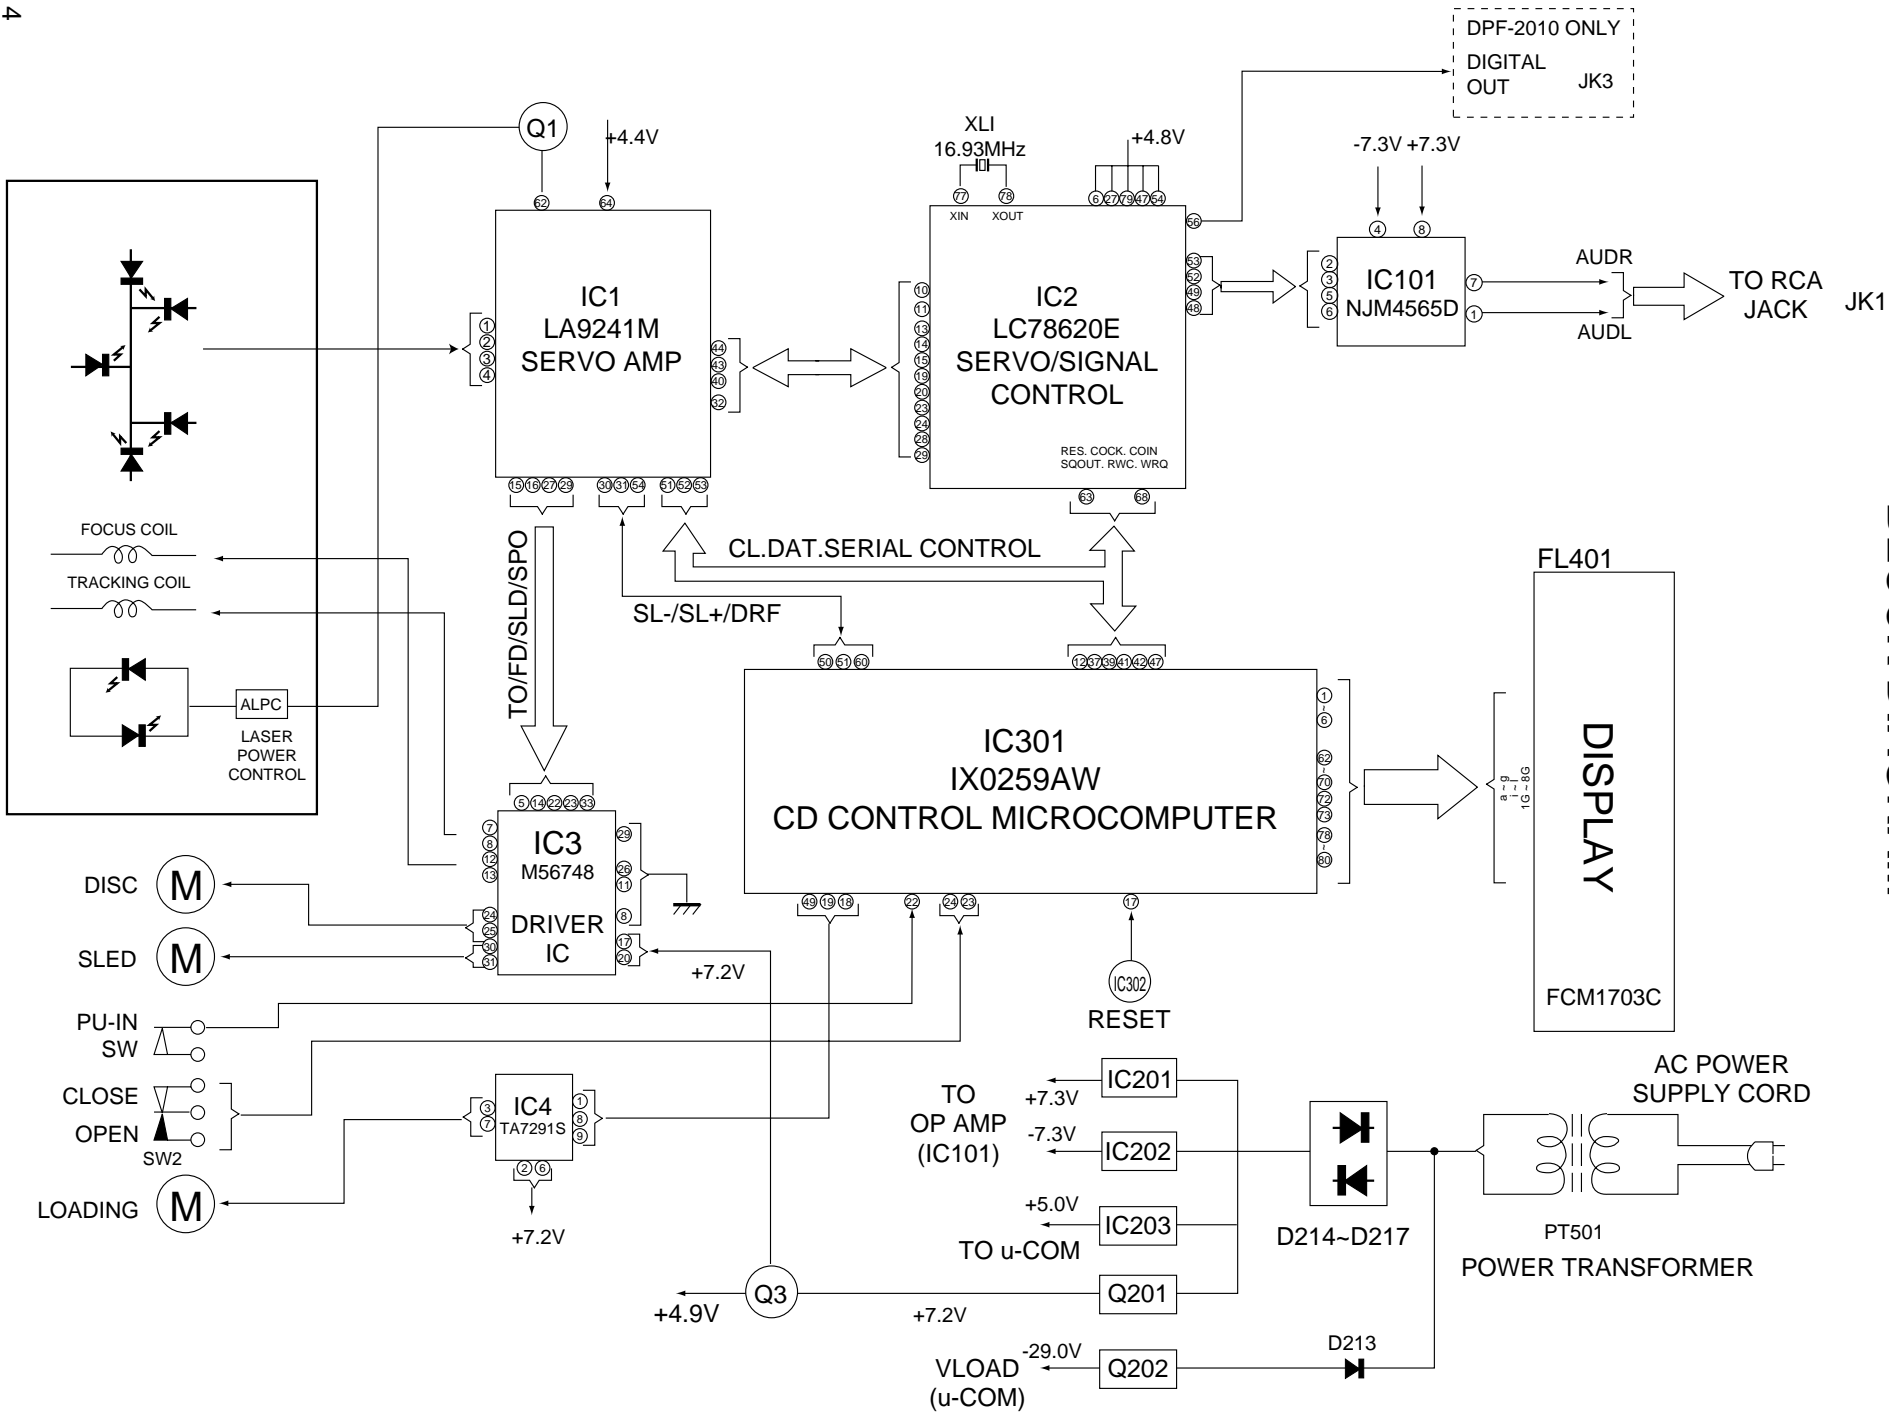 4
DPF-2010 ONLY
DIGITAL
OUT
JK3
Q1
+4.4V
XLI
16.93MHz
+4.8V
-7.3V +7.3V
62
64
77
78
6 27 79 47 54
XIN
XOUT
56
4
8
IC1
LA9241M
SERVO AMP
1
2
3
4
44
43
40
32
IC2
LC78620E
SERVO/SIGNAL
CONTROL
10
11
13
14
15
19
20
23
24
28
29
53
52
49
48
RES. COCK. COIN
SQOUT. RWC. WRQ
2
3
5
6
IC101
NJM4565D
7
1
AUDR
AUDL
TO RCA
JACK
JK1
15 16 27 29
30 31 54
51 52 53
63
68
FOCUS COIL
TRACKING COIL
ALPC
LASER
POWER
CONTROL
TO/FD/SLD/SPO
CL.DAT.SERIAL CONTROL
SL-/SL+/DRF
50 51 60
12 37 39 41 42 47
IC301
IX0259AW
CD CONTROL MICROCOMPUTER
1
~
6
62
~
70
72
73
78
~
80
FL401
a ~ g
i ~ l
1G ~ 8G
DISPLAY
FCM1703C
5 14 22 23 33
7
8
12
13
IC3
M56748
DRIVER
IC
29
26
11
8
24
25
30
31
17
20
+7.2V
49 19 18
22
24 23
17
IC302
RESET
DISC
M
SLED
M
PU-IN
SW
CLOSE
OPEN
SW2
LOADING
M
3
7
IC4
TA7291S
1
8
9
2 6
+7.2V
TO
OP AMP
(IC101)
+7.3V
IC201
-7.3V
IC202
+5.0V
IC203
TO u-COM
Q3
+4.9V
+7.2V
Q201
VLOAD
(u-COM)
-29.0V
Q202
D213
D214~D217
AC POWER
SUPPLY CORD
PT501
POWER TRANSFORMER